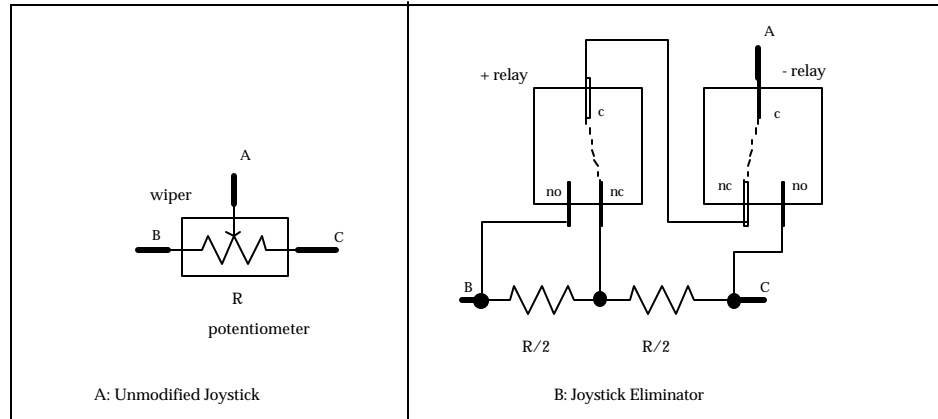 A
wiper
B
C
R
potentiometer
A: Unmodified Joystick
A
+ relay
- relay
c
c
no
nc
nc
no
B
C
R/2
R/2
B: Joystick Eliminator